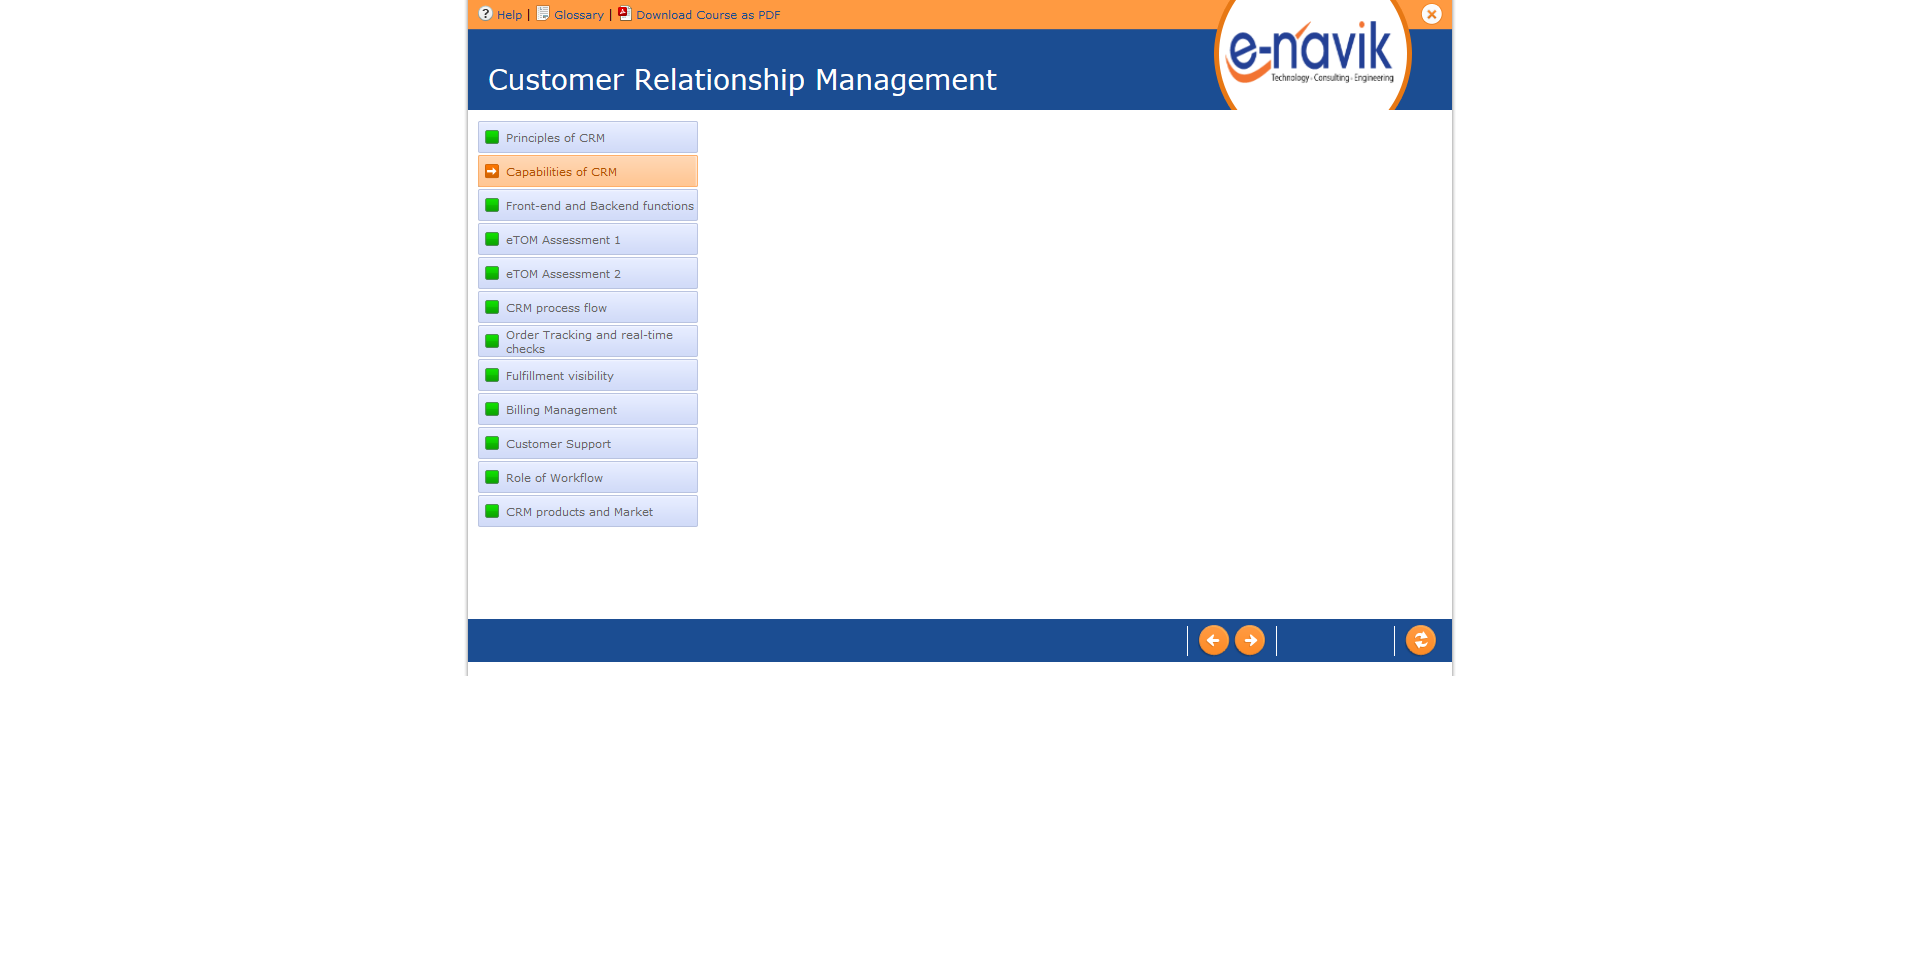 Help | Glossary | Download Course as PDF
e-navik
Technology - Consulting - Engineering
Customer Relationship Management
Principles of CRM
Capabilities of CRM
Front-end and Backend functions
eTOM Assessment 1
eTOM Assessment 2
CRM process flow
Order Tracking and real-time
checks
Fulfillment visibility
Billing Management
Customer Support
Role of Workflow
CRM products and Market